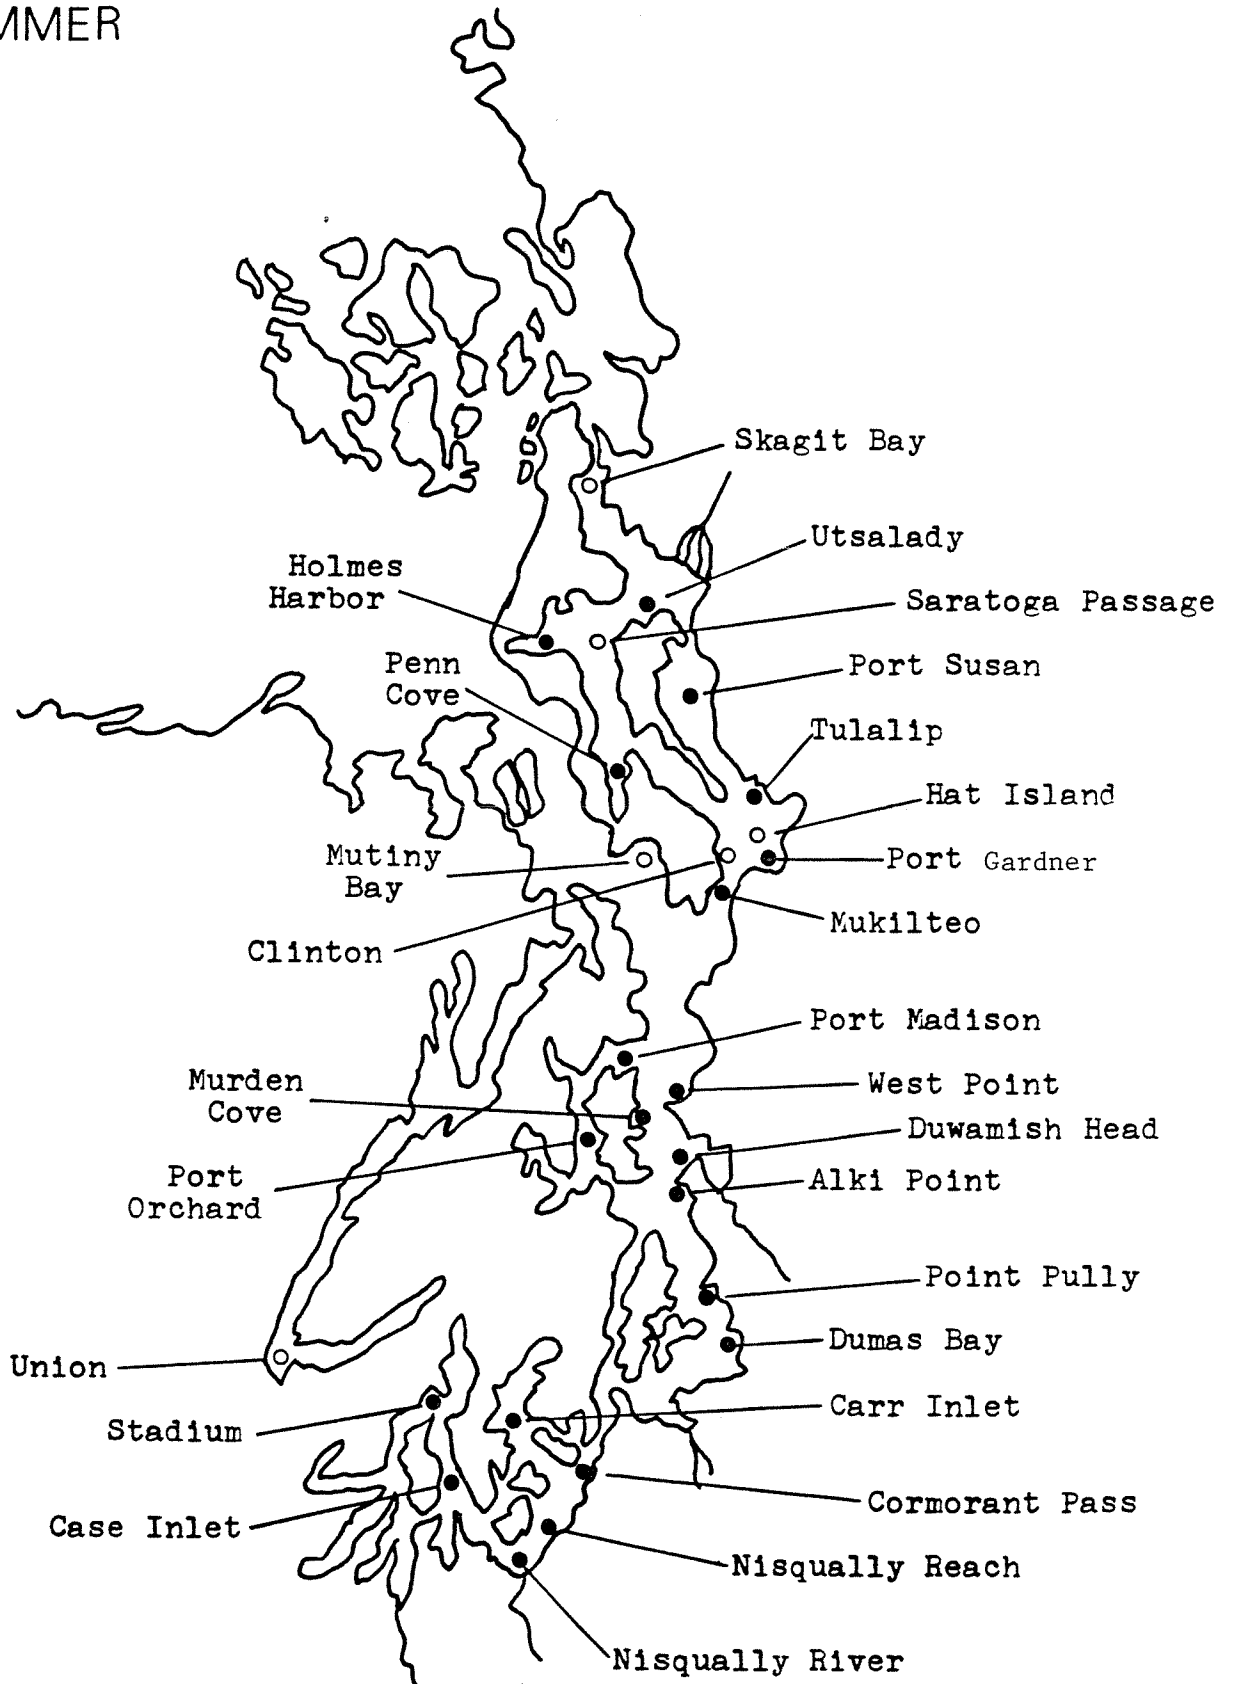 MMER
Skagit Bay
Utsalady
Holmes
Harbor
Saratoga Passage
Penn
Cove
Port Susan
Tulalip
Hat Island
Mutiny
Bay
Port Gardner
Mukilteo
Clinton
Port Madison
Murden
Cove
West Point
Duwamish Head
Port
Orchard
Alki Point
Point Pully
Dumas Bay
Union
Carr Inlet
Stadium
Cormorant Pass
Case Inlet
Nisqually Reach
Nisqually River